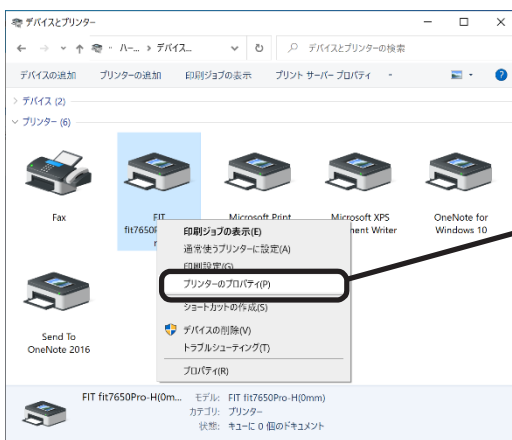 デバイスとプリンター
ハー... › デバイス...
デバイスとプリンターの検索
デバイスの追加 プリンターの追加 印刷ジョブの表示 プリント サーバー プロパティ
デバイス (2)
プリンター (6)
Fax
FIT
fit7650P
Microsoft Print
Microsoft XPS
ment Writer
OneNote for
Windows 10
印刷ジョブの表示(E)
通常使うプリンターに設定(A)
印刷設定(G)
プリンターのプロパティ(P)
ショートカットの作成(S)
デバイスの削除(V)
トラブルシューティング(T)
プロパティ(R)
Send To
OneNote 2016
FIT fit7650Pro-H(0m... モデル: FIT fit7650Pro-H(0mm)
カテゴリ: プリンター
状態: キューに 0 個のドキュメント